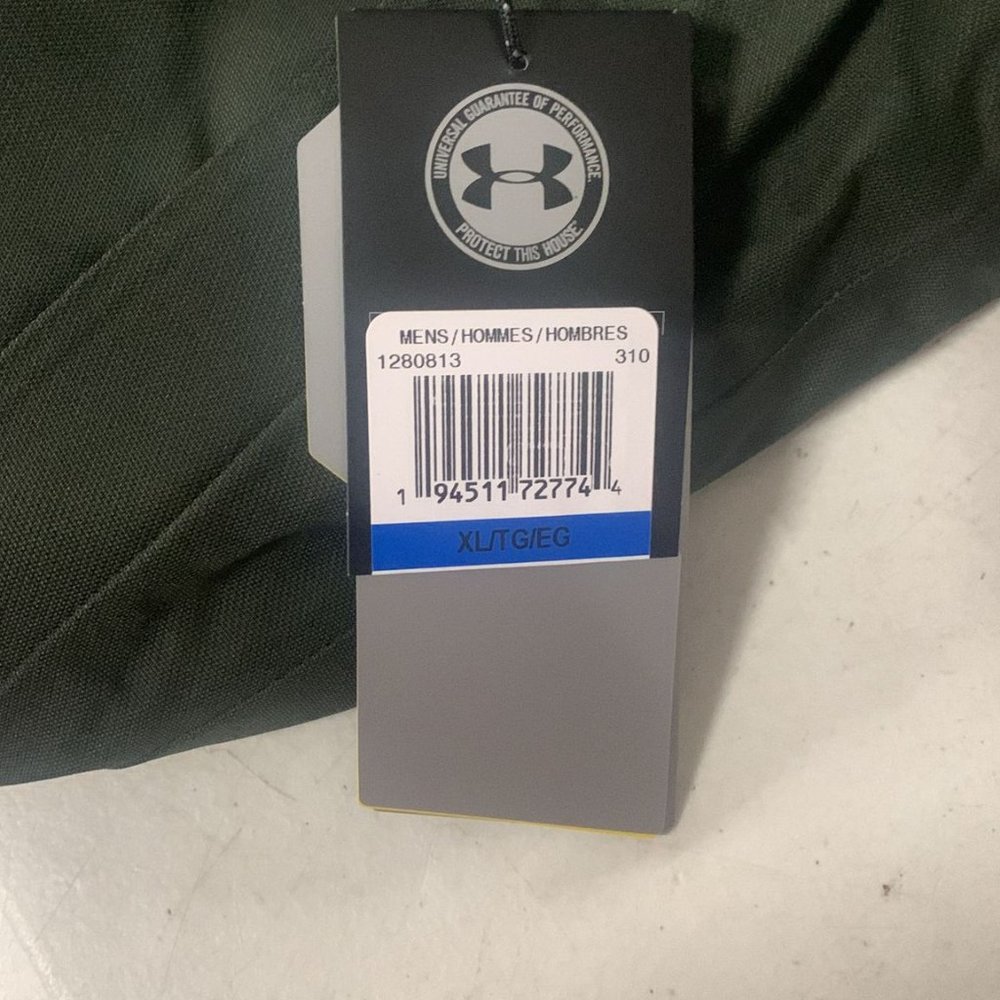 UNIVERSAL GUARANTEE OF PERFORMANCE.
PROTECT THIS HOUSE
MENS/HOMMES/HOMBRES
1280813 310
1 94511 72774 4
XL/TG/EG